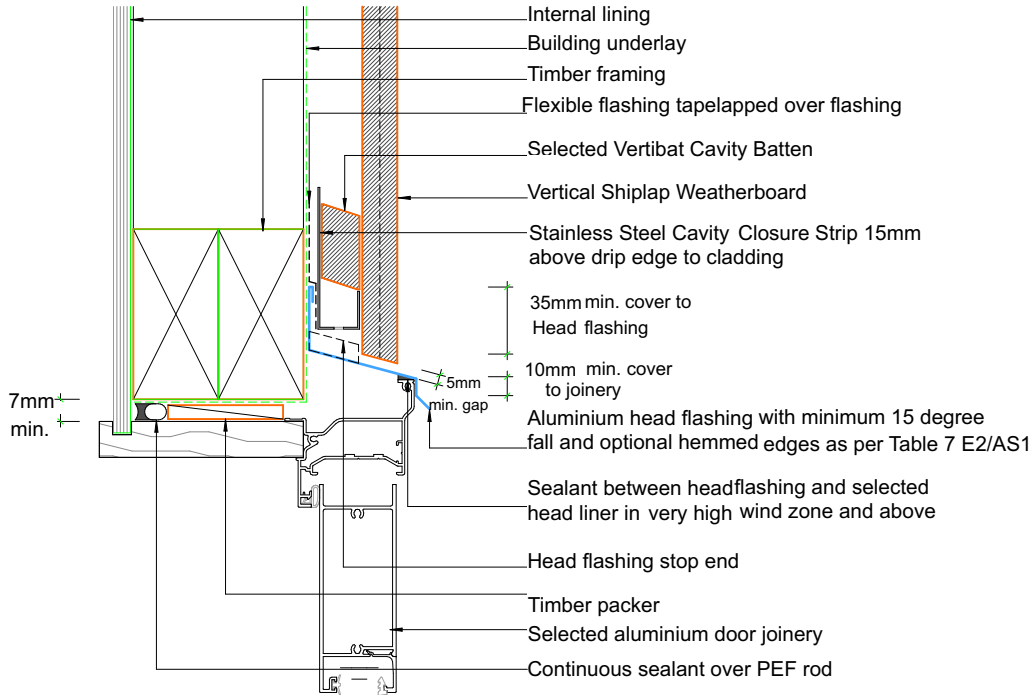 Internal lining
Building underlay
Timber framing
Flexible flashing tapelapped over flashing
Selected Vertibat Cavity Batten
Vertical Shiplap Weatherboard
Stainless Steel Cavity Closure Strip 15mm
above drip edge to cladding
35mm min. cover to
Head flashing
10mm min. cover
to joinery
5mm
min. gap
7mm
min.
Aluminium head flashing with minimum 15 degree
fall and optional hemmed edges as per Table 7 E2/AS1
Sealant between headflashing and selected
head liner in very high wind zone and above
Head flashing stop end
Timber packer
Selected aluminium door joinery
Continuous sealant over PEF rod